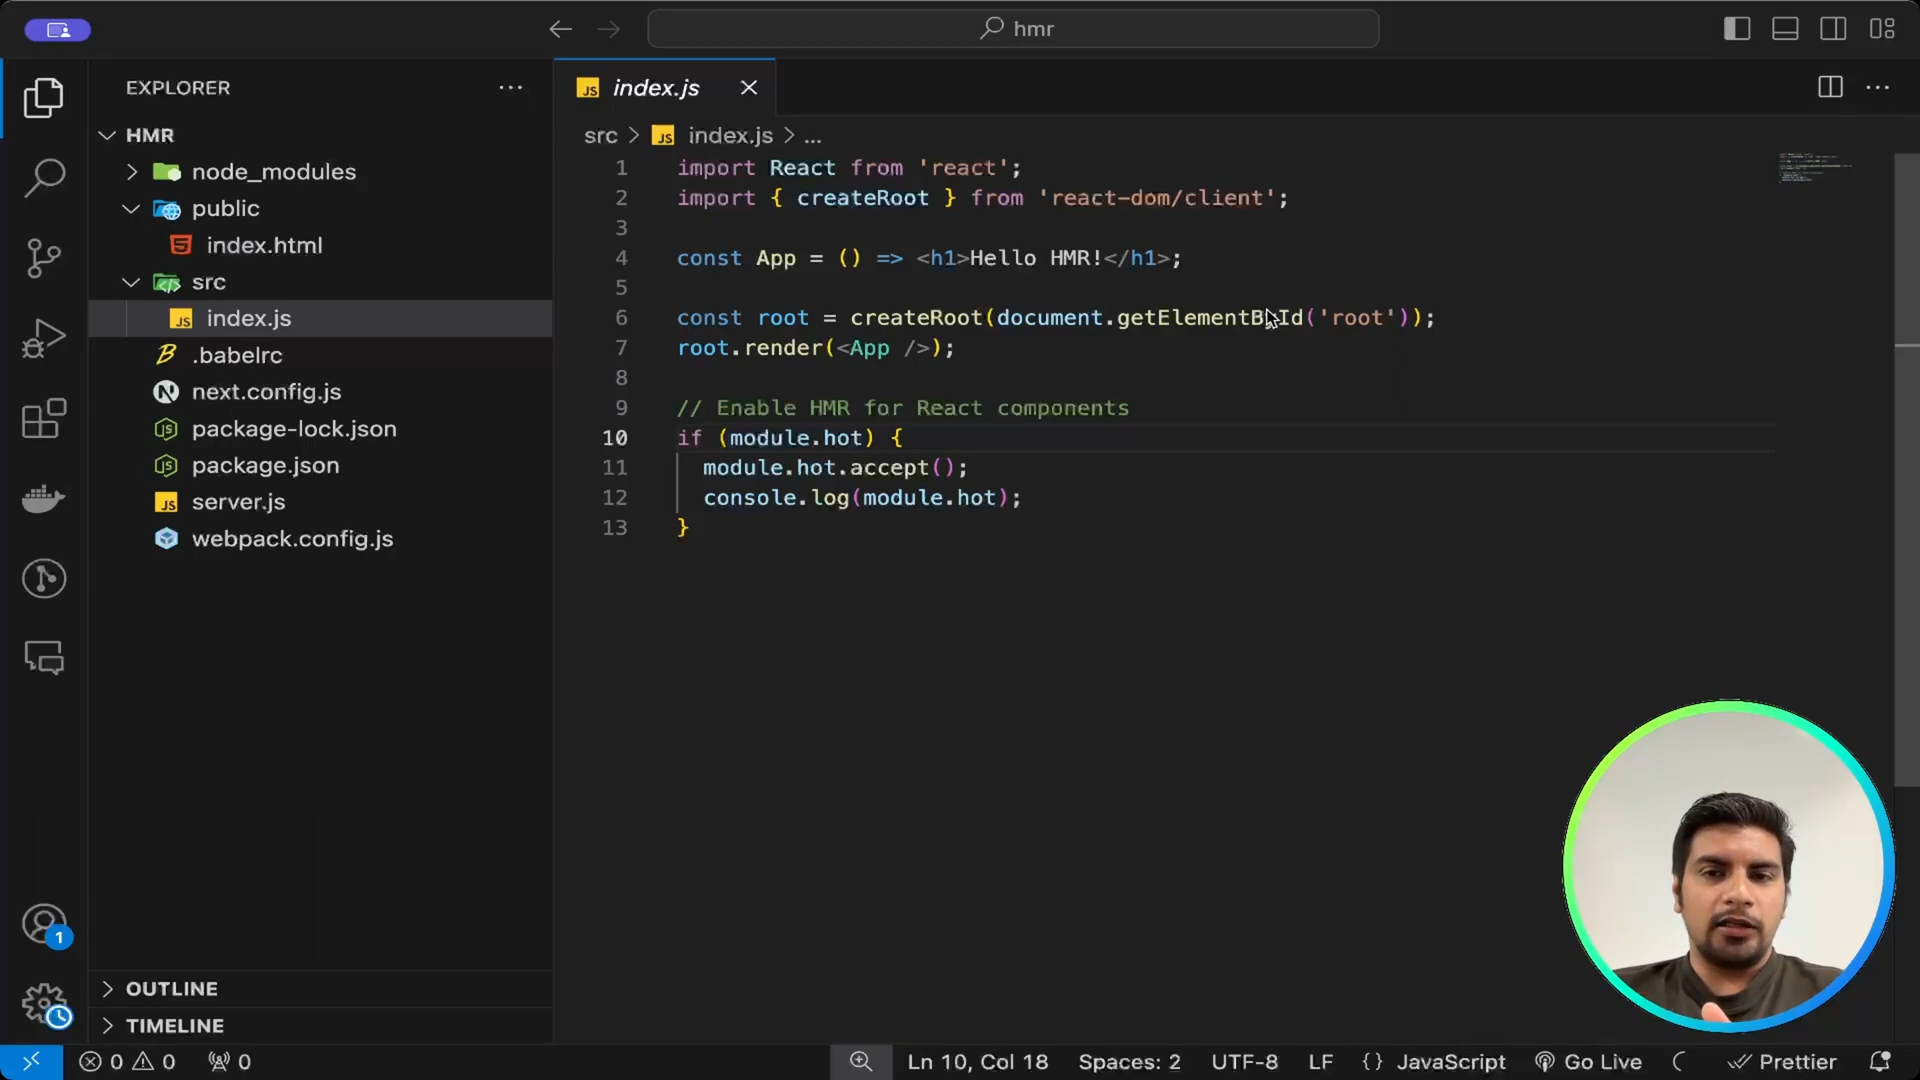 hmr
EXPLORER
HMR
node_modules
public
index.html
src
index.js
.babelrc
next.config.js
package-lock.json
package.json
server.js
webpack.config.js
OUTLINE
TIMELINE
index.js
src > index.js > ...
1 import React from 'react';
2 import { createRoot } from 'react-dom/client';
3
4 const App = () => <h1>Hello HMR!</h1>;
5
6 const root = createRoot(document.getElementById('root'));
7 root.render(<App />);
8
9 // Enable HMR for React components
10 if (module.hot) {
11 module.hot.accept();
12 console.log(module.hot);
13 }
1
0 0 0
Ln 10, Col 18 Spaces: 2 UTF-8 LF {} JavaScript Go Live Prettier